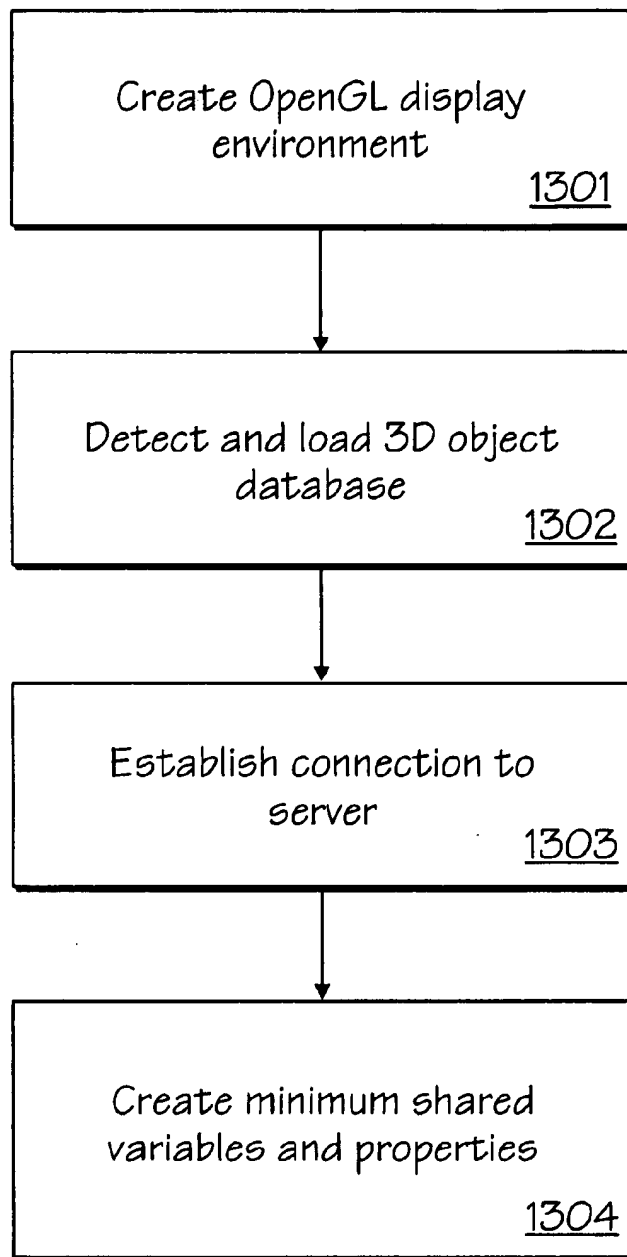 Create OpenGL display
environment
1301
Detect and load 3D object
database
1302
Establish connection to
server
1303
Create minimum shared
variables and properties
1304